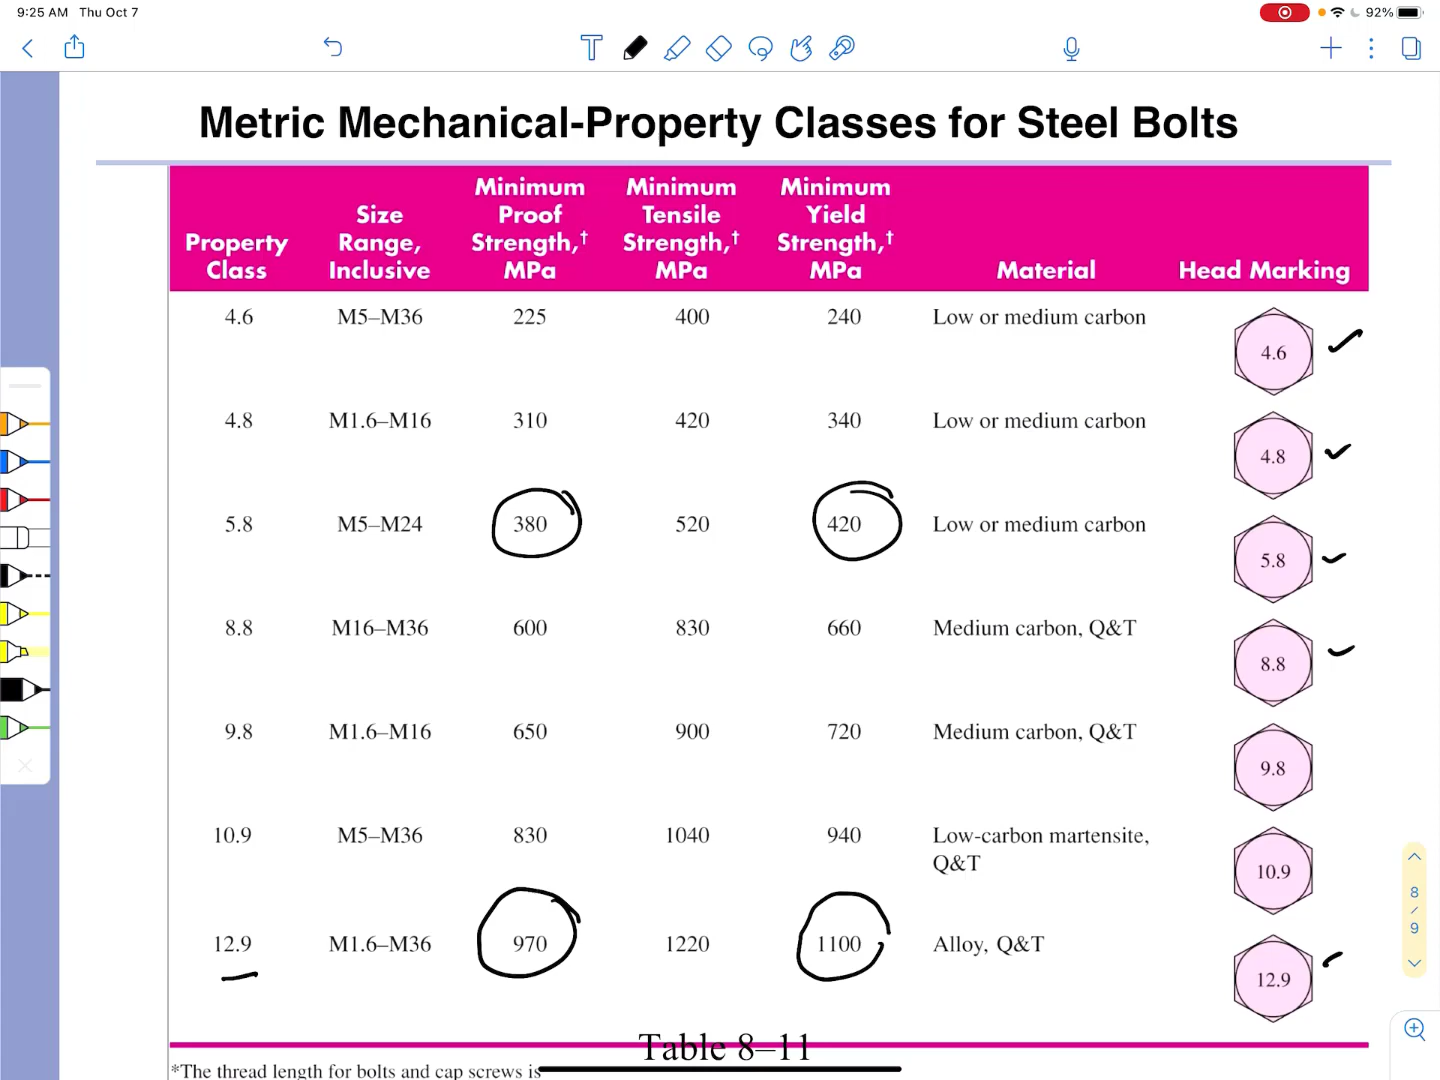 9:25 AM Thu Oct 7
92%
Metric Mechanical-Property Classes for Steel Bolts
Property Class
Size Range, Inclusive
Minimum Proof Strength,† MPa
Minimum Tensile Strength,† MPa
Minimum Yield Strength,† MPa
Material
Head Marking
4.6 M5–M36 225 400 240 Low or medium carbon 4.6
4.8 M1.6–M16 310 420 340 Low or medium carbon 4.8
5.8 M5–M24 380 520 420 Low or medium carbon 5.8
8.8 M16–M36 600 830 660 Medium carbon, Q&T 8.8
9.8 M1.6–M16 650 900 720 Medium carbon, Q&T 9.8
10.9 M5–M36 830 1040 940 Low-carbon martensite, Q&T 10.9
12.9 M1.6–M36 970 1220 1100 Alloy, Q&T 12.9
8
/
9
Table 8–11
*The thread length for bolts and cap screws is